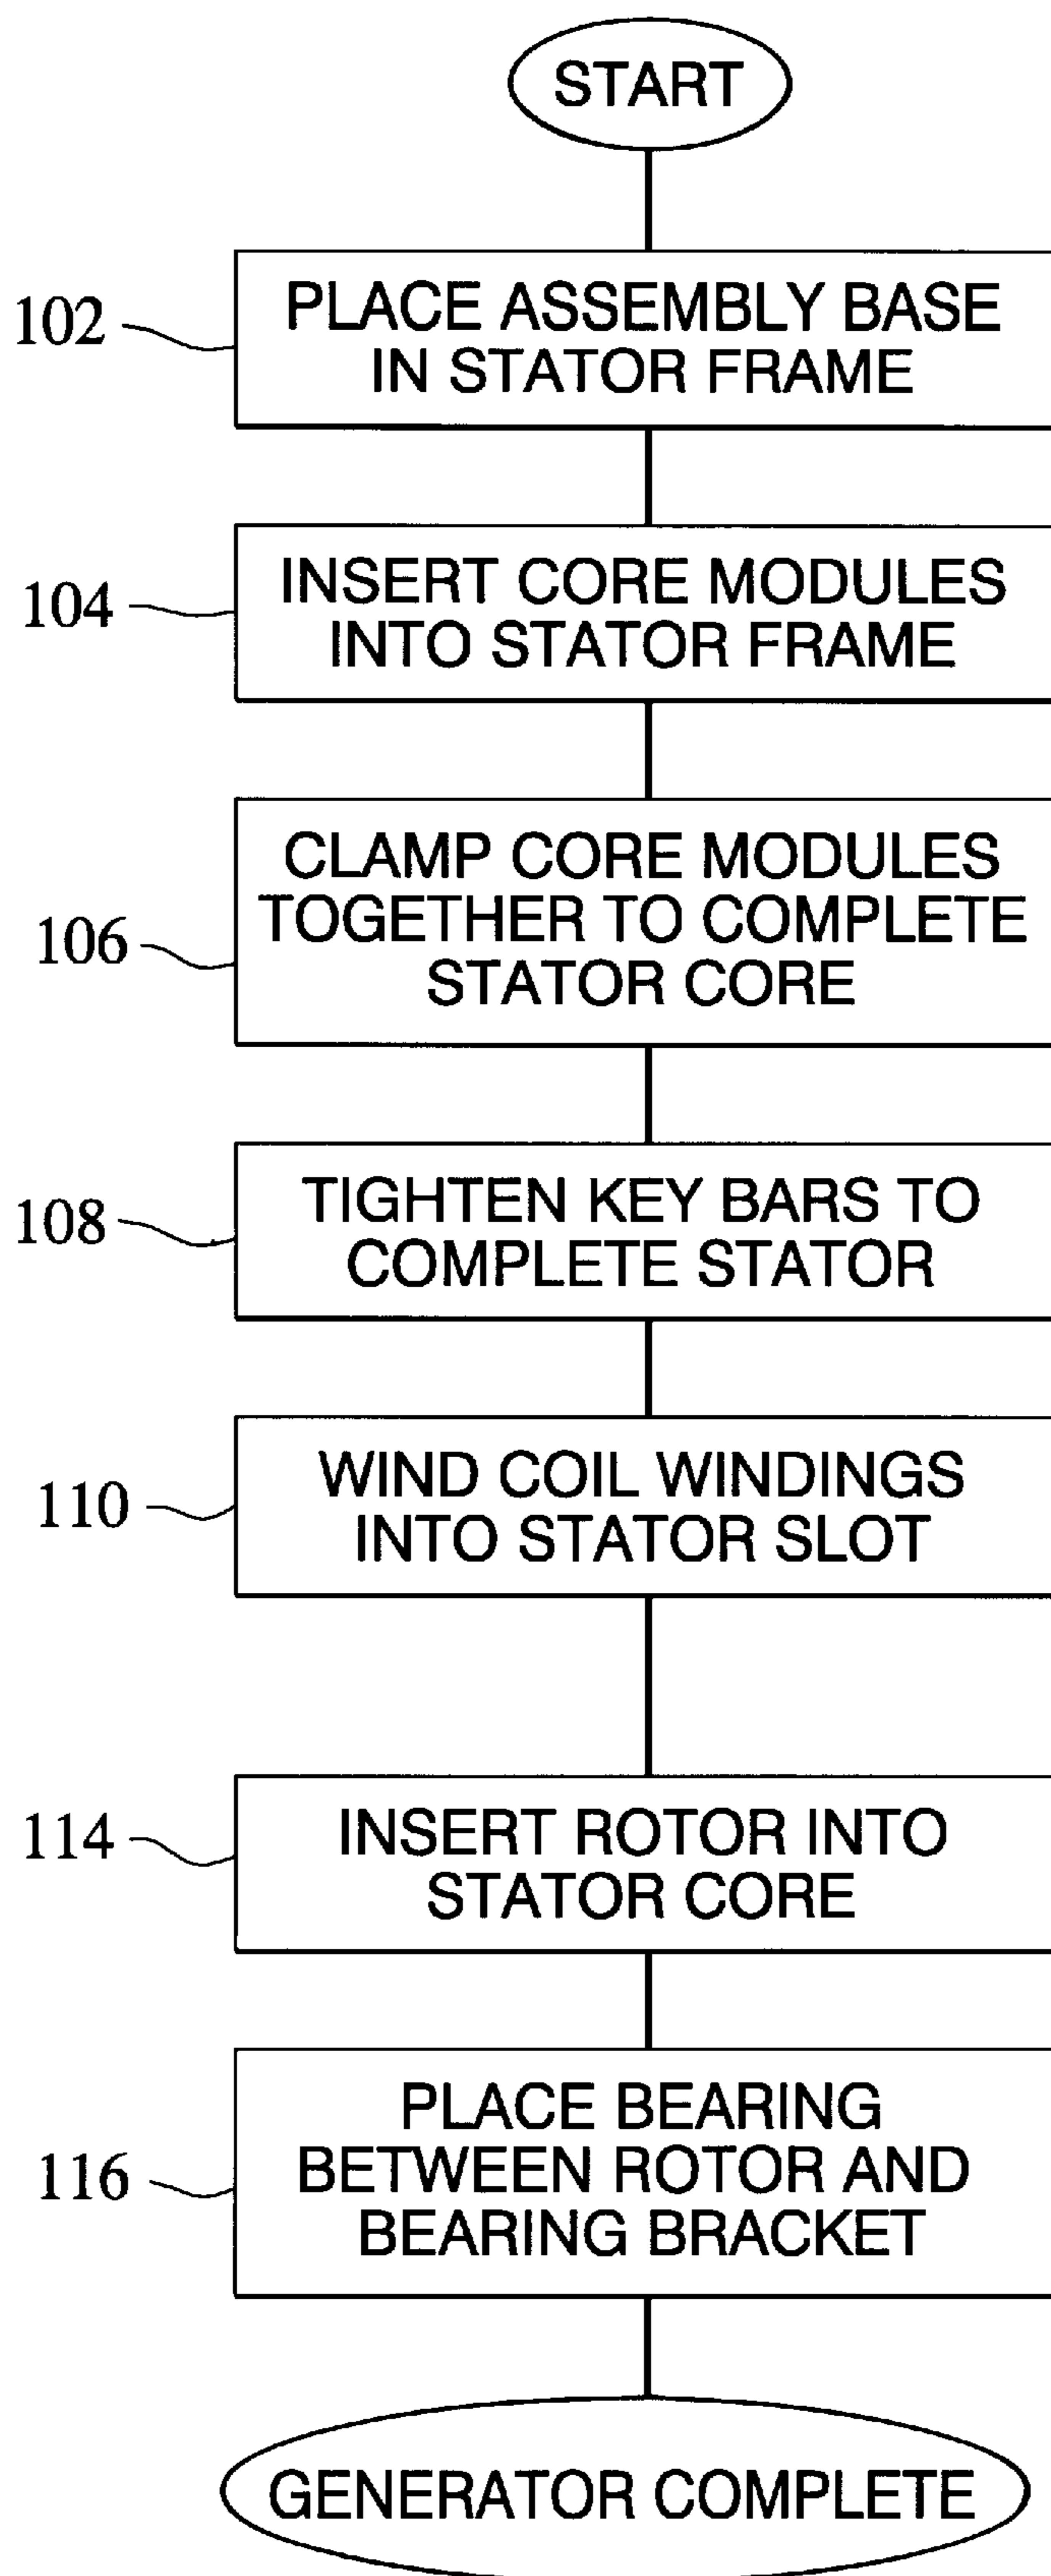 START
102
PLACE ASSEMBLY BASE
IN STATOR FRAME
104
INSERT CORE MODULES
INTO STATOR FRAME
106
CLAMP CORE MODULES
TOGETHER TO COMPLETE
STATOR CORE
108
TIGHTEN KEY BARS TO
COMPLETE STATOR
110
WIND COIL WINDINGS
INTO STATOR SLOT
114
INSERT ROTOR INTO
STATOR CORE
116
PLACE BEARING
BETWEEN ROTOR AND
BEARING BRACKET
GENERATOR COMPLETE